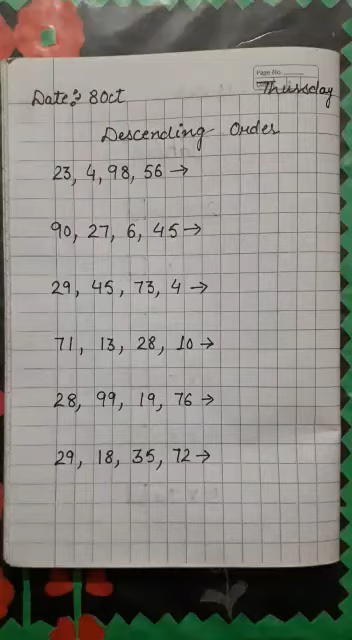 Page No.
Date: 8 Oct Thursday
Descending Order
23, 4, 98, 56 →
90, 27, 6, 45 →
29, 45, 73, 4 →
71, 13, 28, 10 →
28, 99, 19, 76 →
29, 18, 35, 72 →